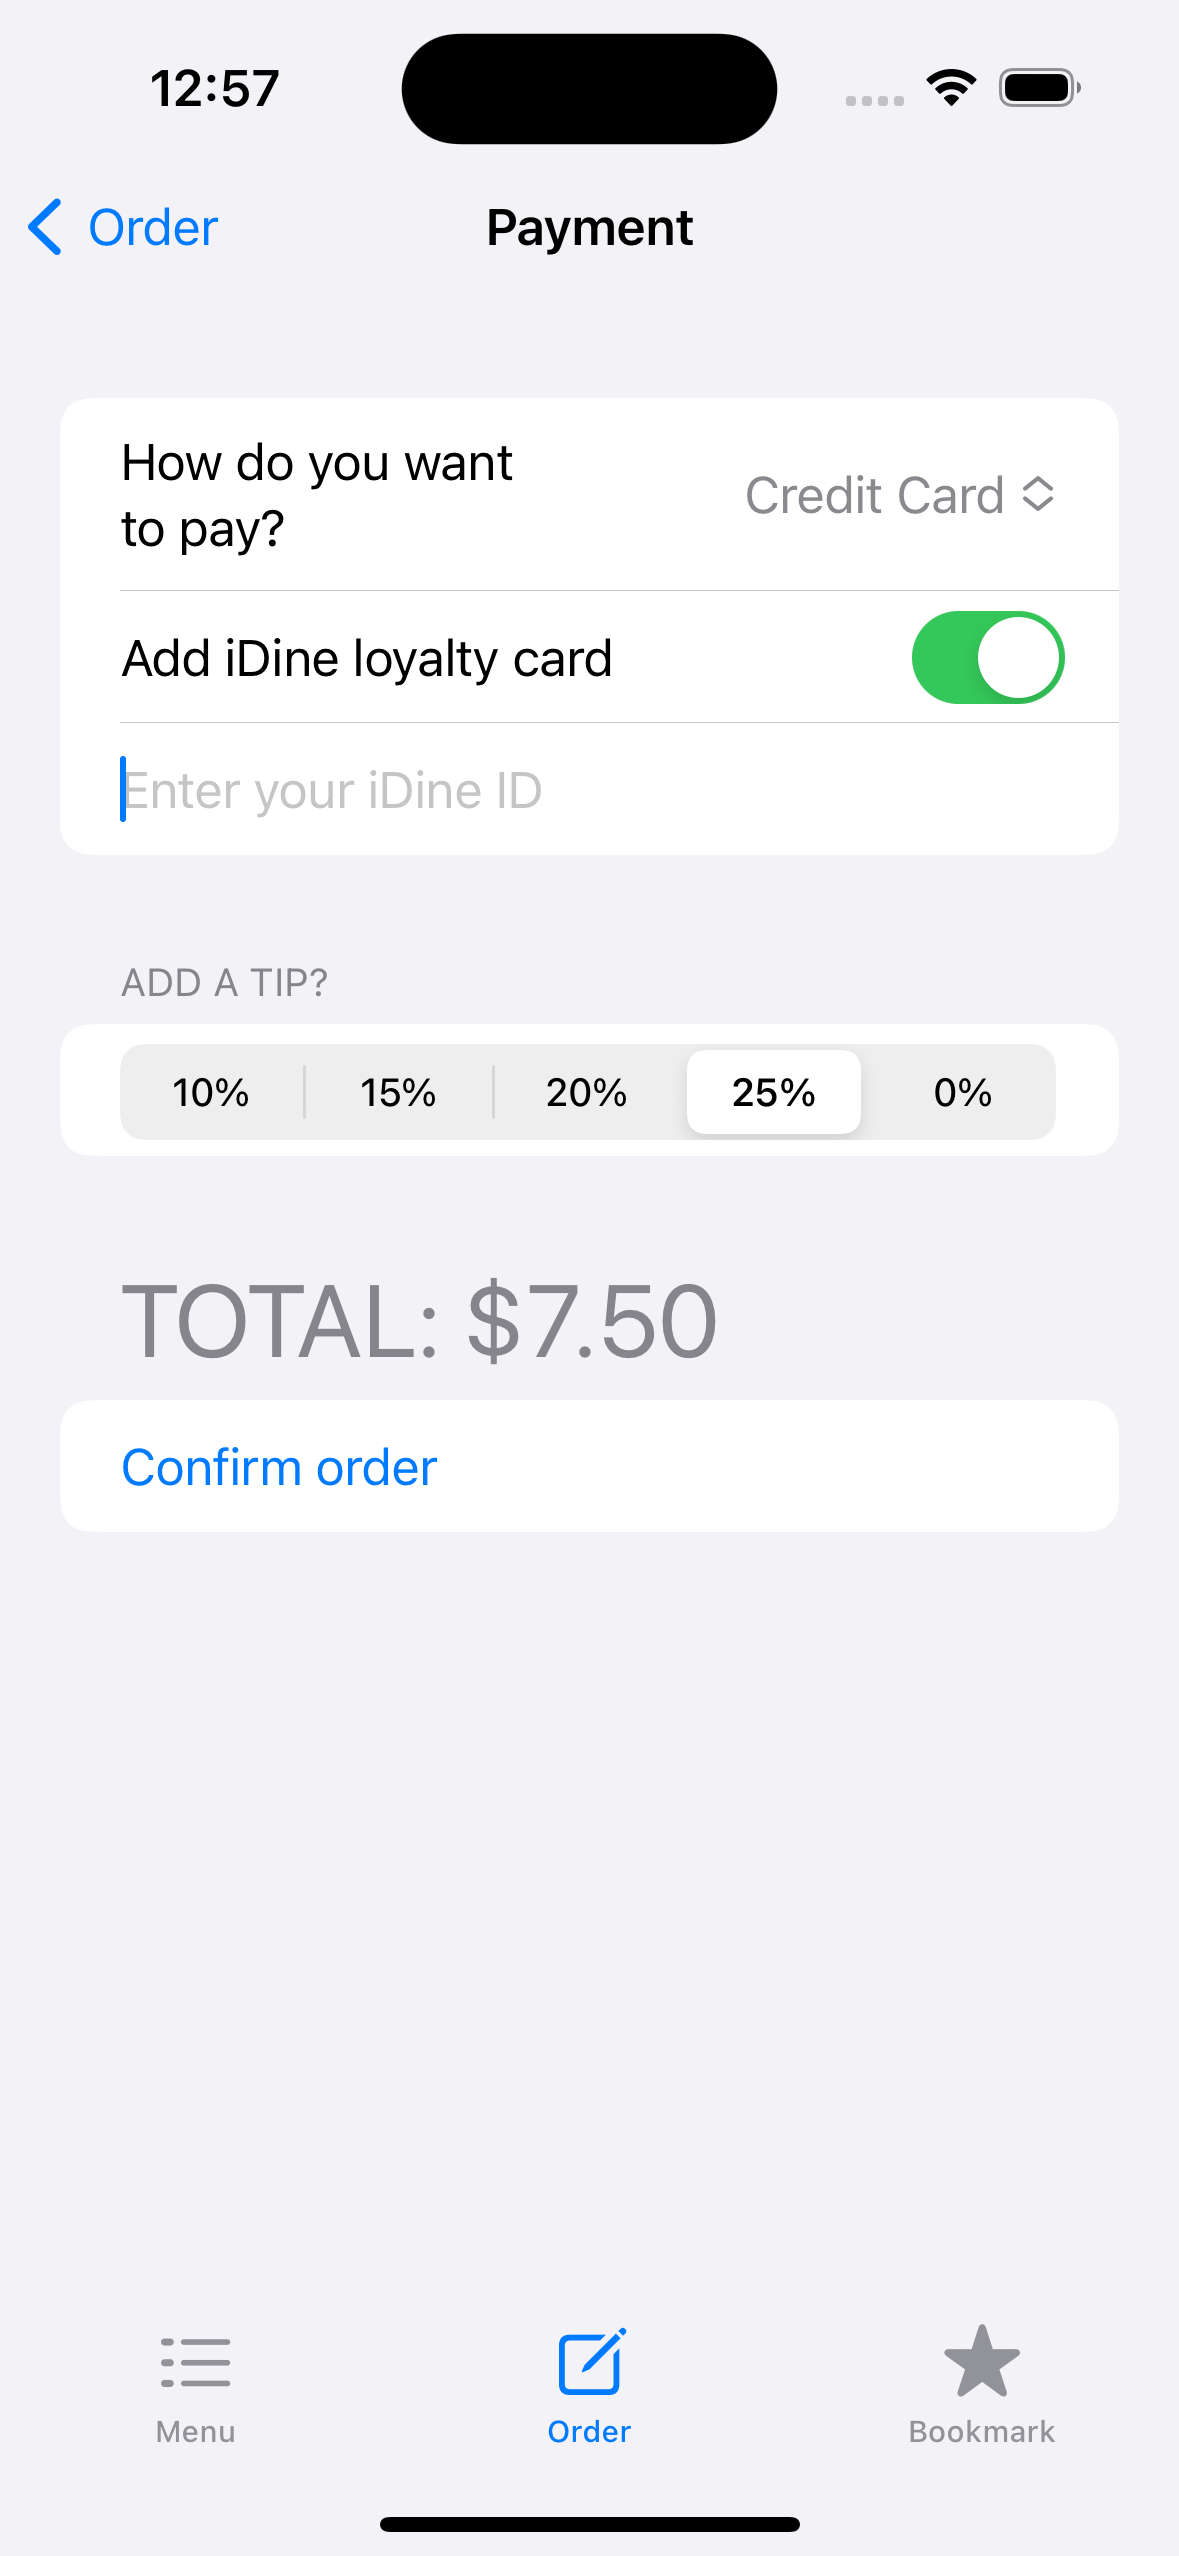 12:57
Order
Payment
How do you want
to pay?
Credit Card
Add iDine loyalty card
Enter your iDine ID
ADD A TIP?
10%
15%
20%
25%
0%
TOTAL: $7.50
Confirm order
Menu
Order
Bookmark